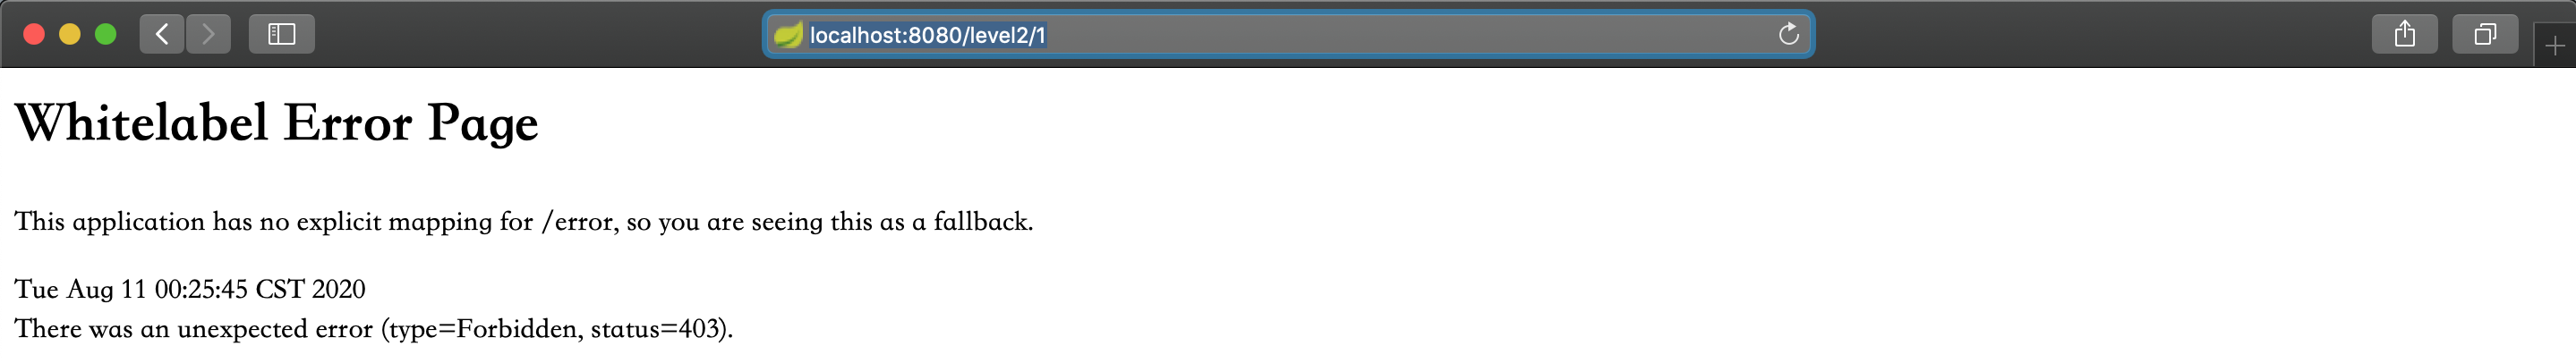 localhost:8080/level2/1
Whitelabel Error Page
This application has no explicit mapping for /error, so you are seeing this as a fallback.
Tue Aug 11 00:25:45 CST 2020
There was an unexpected error (type=Forbidden, status=403).